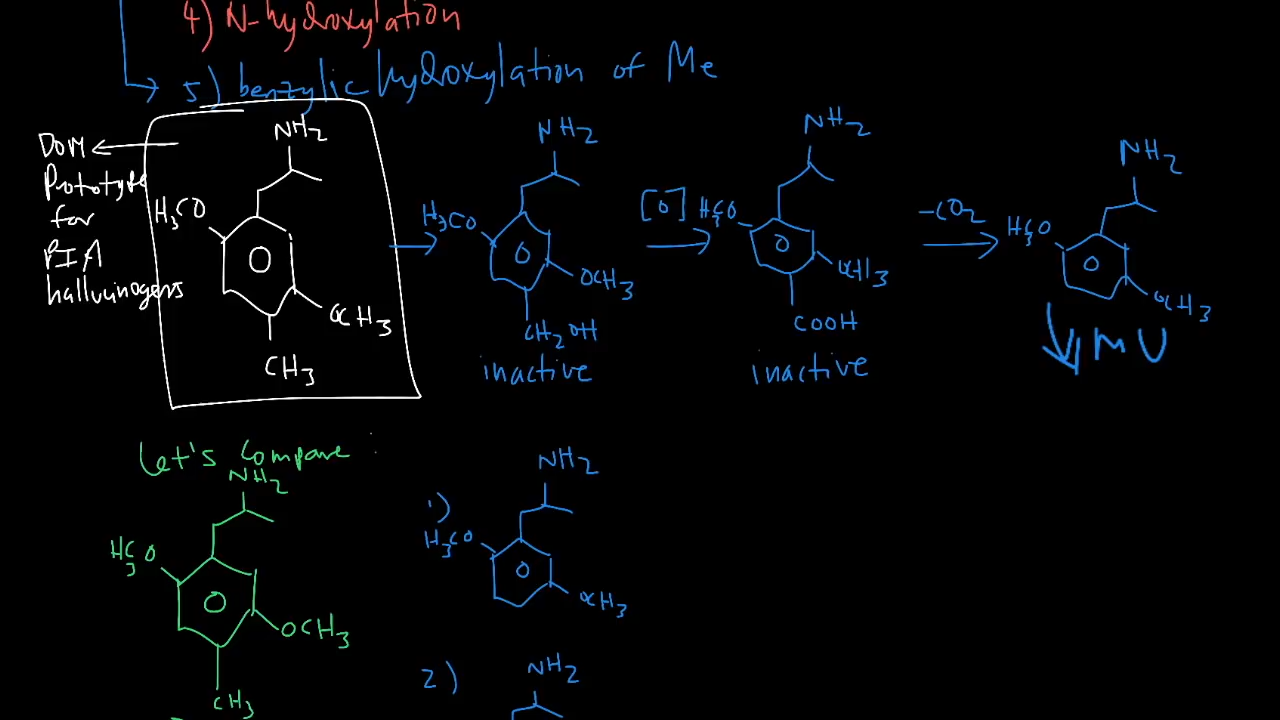 4) N-hydroxylation
5) benzylic hydroxylation of Me
DOM
Prototype
for
PIA
hallucinogens
NH2
H3CO
OCH3
CH3
NH2
H3CO
OCH3
CH2OH
inactive
[O]
NH2
H3CO
OCH3
COOH
inactive
-CO2
NH2
H3CO
OCH3
MU
Let's Compare :
NH2
H3CO
OCH3
CH3
1)
NH2
H3CO
OCH3
2)
NH2